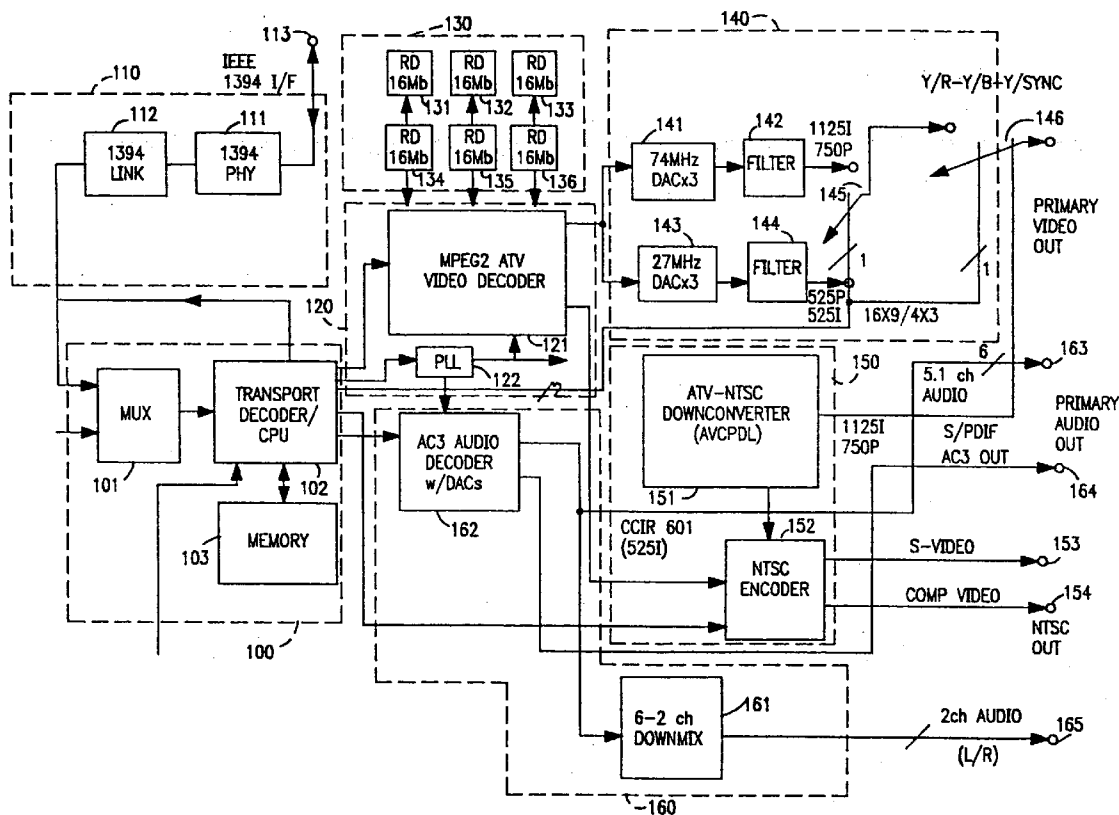 130
140
113
IEEE
1394 I/F
110
RD
16Mb
RD
16Mb
RD
16Mb
131
132
133
Y/R-Y/B-Y/SYNC
146
112
111
1394
LINK
1394
PHY
RD
16Mb
RD
16Mb
RD
16Mb
134
135
136
141
142
1125I
750P
74MHz
DACx3
FILTER
145
PRIMARY
VIDEO
OUT
143
144
MPEG2 ATV
VIDEO DECODER
27MHz
DACx3
FILTER
1
1
525P
525I
16X9/4X3
120
121
PLL
122
2
150
6
163
5.1 ch
AUDIO
MUX
TRANSPORT
DECODER/
CPU
ATV-NTSC
DOWNCONVERTER
(AVCPDL)
1125I
750P
S/PDIF
AC3 OUT
PRIMARY
AUDIO
OUT
164
AC3 AUDIO
DECODER
w/DACs
101
102
151
162
CCIR 601
(525I)
152
103
MEMORY
NTSC
ENCODER
S-VIDEO
153
COMP VIDEO
154
NTSC
OUT
100
161
6-2 ch
DOWNMIX
2ch AUDIO
(L/R)
165
160